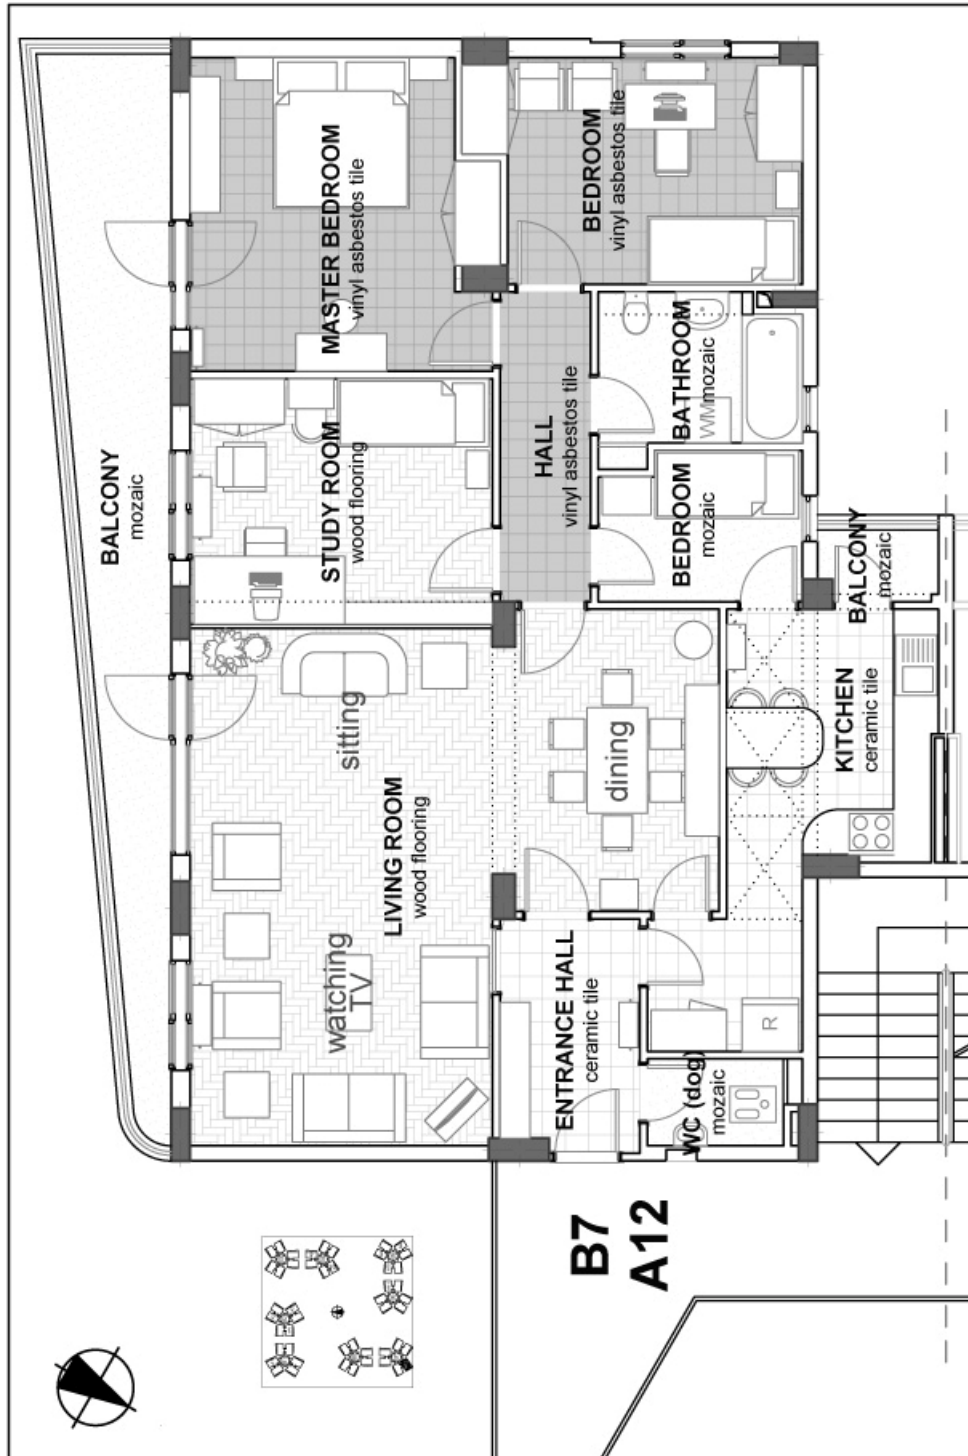 BALCONY
mozaic
MASTER BEDROOM
vinyl asbestos tile
BEDROOM
vinyl asbestos tile
STUDY ROOM
wood flooring
HALL
vinyl asbestos tile
BATHROOM
mozaic
WM
BEDROOM
mozaic
BALCONY
mozaic
sitting
LIVING ROOM
wood flooring
watching
TV
dining
KITCHEN
ceramic tile
ENTRANCE HALL
ceramic tile
R
WC (dog)
mozaic
B7
A12